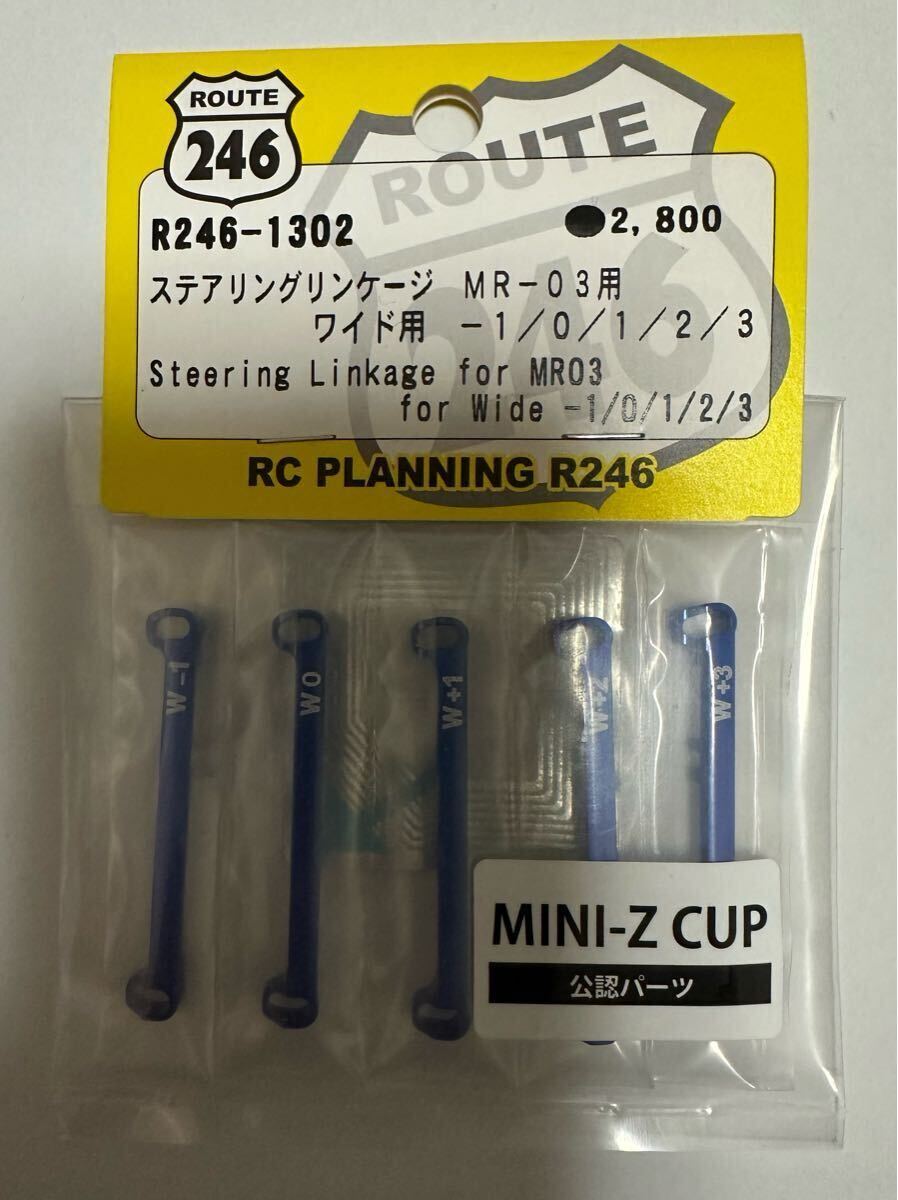 ROUTE
246
ROUTE
246
R246-1302
●2,800
ステアリングリンケージ MR-03用
ワイド用 -1/0/1/2/3
Steering Linkage for MR03
for Wide -1/0/1/2/3
RC PLANNING R246
W-1
W0
W+1
W+2
W+3
MINI-Z CUP
公認パーツ